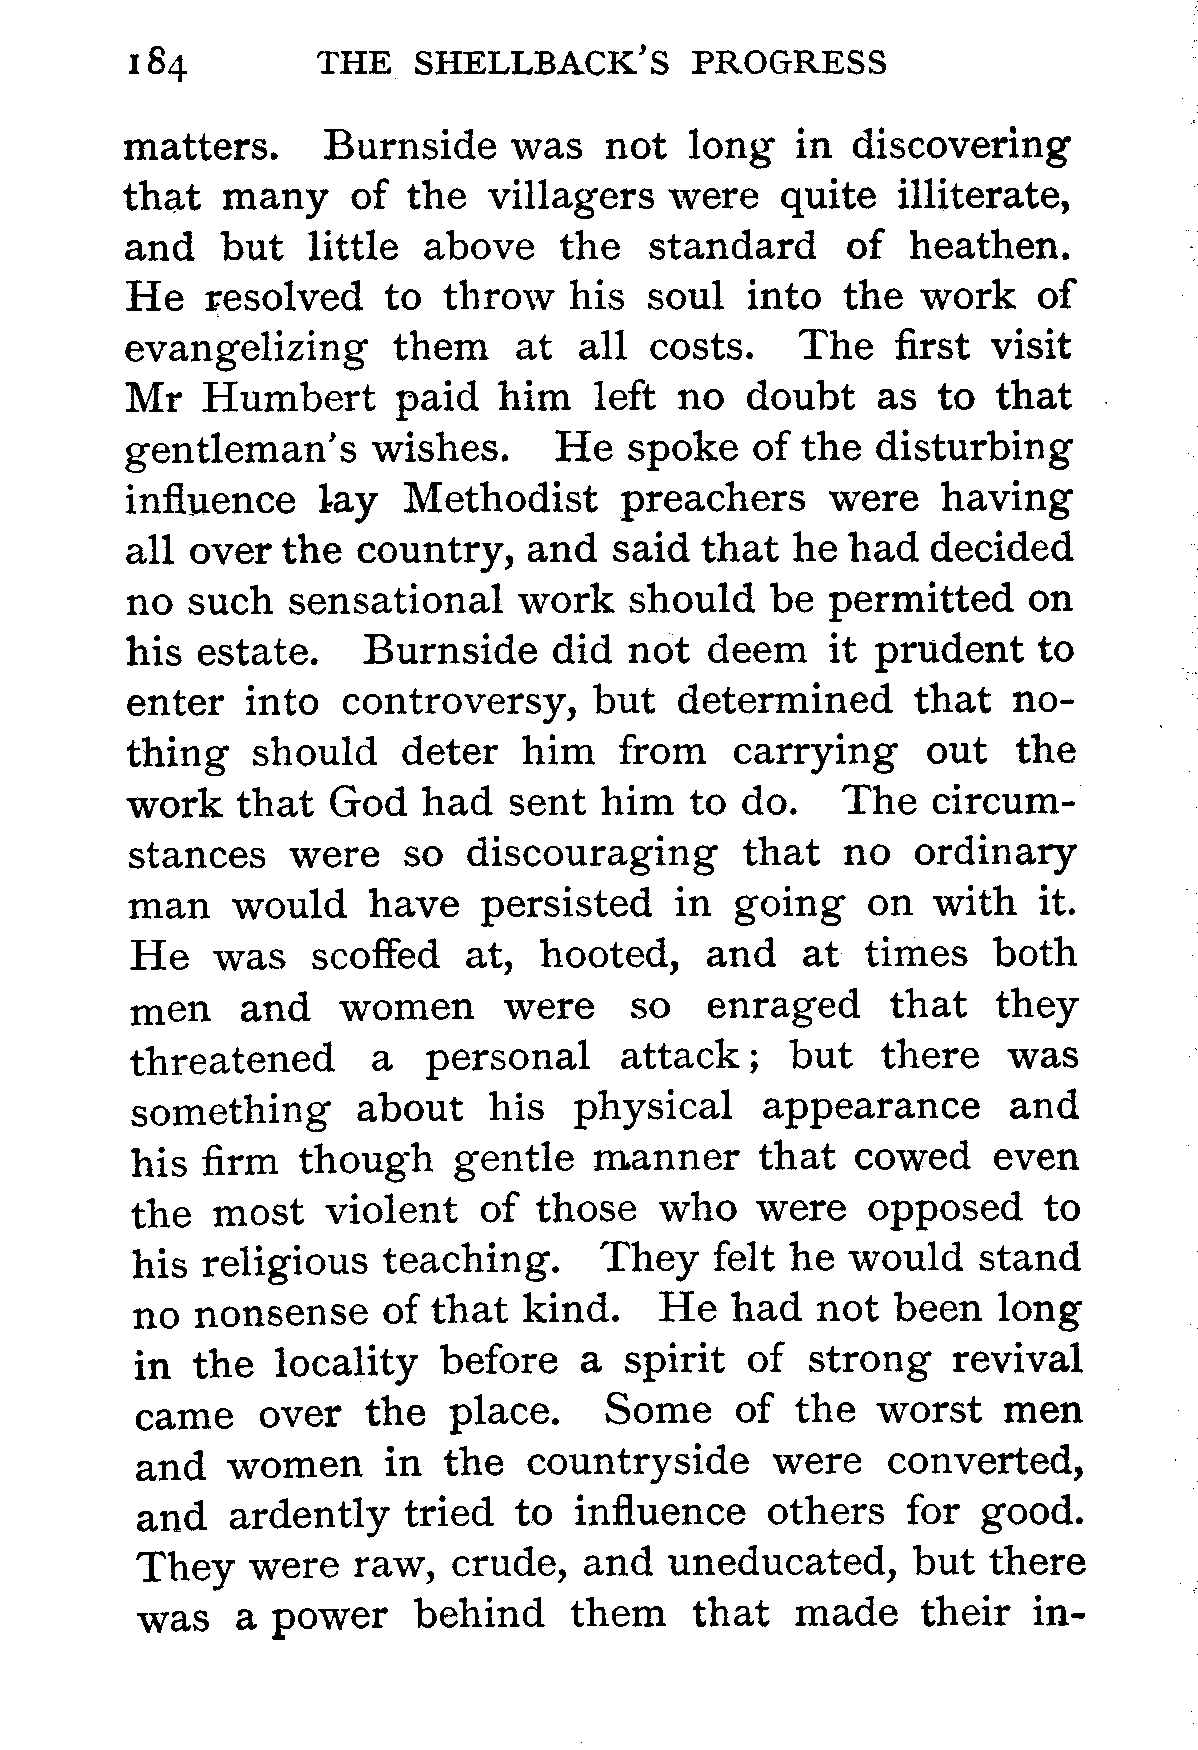 184 THE SHELLBACK'S PROGRESS
matters. Burnside was not long in discovering
that many of the villagers were quite illiterate,
and but little above the standard of heathen.
He resolved to throw his soul into the work of
evangelizing them at all costs. The first visit
Mr Humbert paid him left no doubt as to that
gentleman's wishes. He spoke of the disturbing
influence lay Methodist preachers were having
all over the country, and said that he had decided
no such sensational work should be permitted on
his estate. Burnside did not deem it prudent to
enter into controversy, but determined that no-
thing should deter him from carrying out the
work that God had sent him to do. The circum-
stances were so discouraging that no ordinary
man would have persisted in going on with it.
He was scoffed at, hooted, and at times both
men and women were so enraged that they
threatened a personal attack; but there was
something about his physical appearance and
his firm though gentle manner that cowed even
the most violent of those who were opposed to
his religious teaching. They felt he would stand
no nonsense of that kind. He had not been long
in the locality before a spirit of strong revival
came over the place. Some of the worst men
and women in the countryside were converted,
and ardently tried to influence others for good.
They were raw, crude, and uneducated, but there
was a power behind them that made their in-